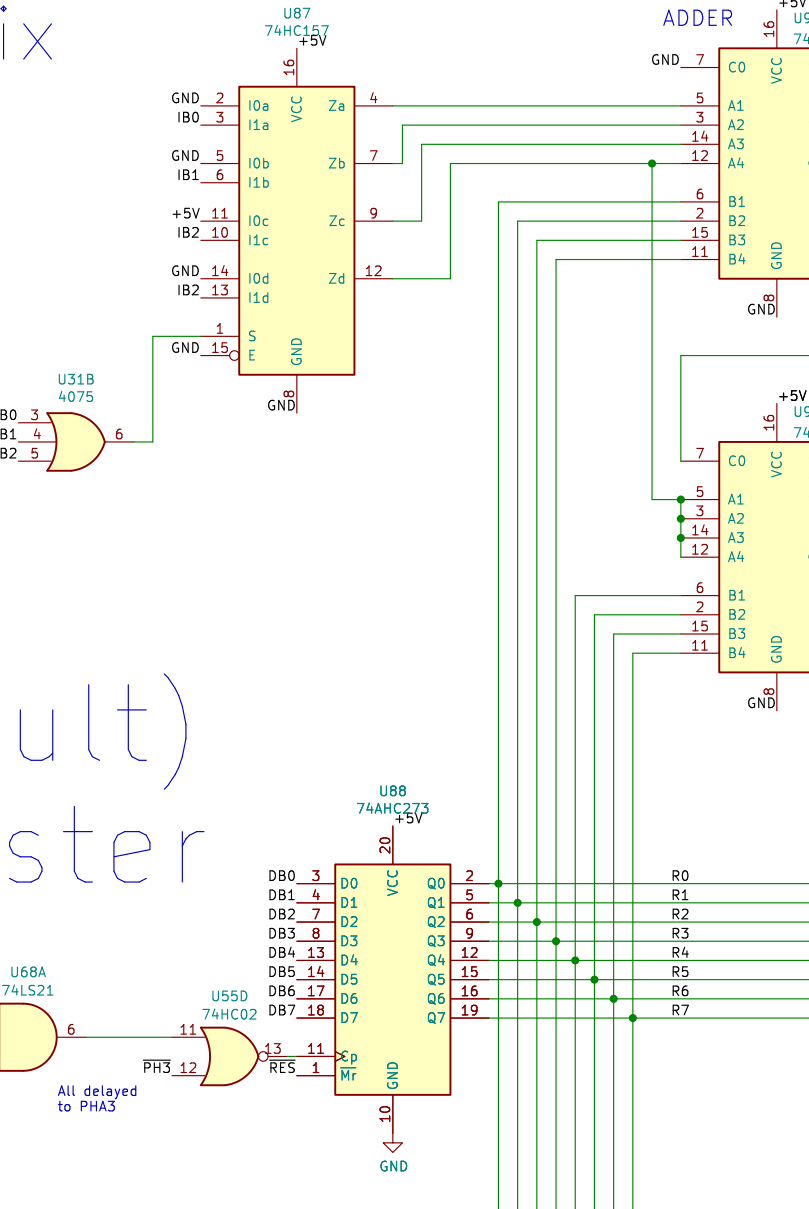 ix
U87
74HC157
+5V
16
VCC
GND 2 I0a
IB0 3 I1a
GND 5 I0b
IB1 6 I1b
+5V 11 I0c
IB2 10 I1c
GND 14 I0d
IB2 13 I1d
1 S
GND 15 E
Za 4
Zb 7
Zc 9
Zd 12
GND
8
GND
ADDER
+5V
U9
74
16
VCC
GND 7 C0
5 A1
3 A2
14 A3
12 A4
6 B1
2 B2
15 B3
11 B4
GND
8
GND
U31B
4075
B0 3
B1 4
B2 5
6
+5V
U9
74
16
VCC
7 C0
5 A1
3 A2
14 A3
12 A4
6 B1
2 B2
15 B3
11 B4
GND
8
GND
ult)
ster
U88
74AHC273
+5V
20
VCC
DB0 3 D0
DB1 4 D1
DB2 7 D2
DB3 8 D3
DB4 13 D4
DB5 14 D5
DB6 17 D6
DB7 18 D7
11 Cp
RES 1 Mr
Q0 2 R0
Q1 5 R1
Q2 6 R2
Q3 9 R3
Q4 12 R4
Q5 15 R5
Q6 16 R6
Q7 19 R7
GND
10
GND
U68A
74LS21
6
U55D
74HC02
11
PH3 12
13
All delayed
to PHA3